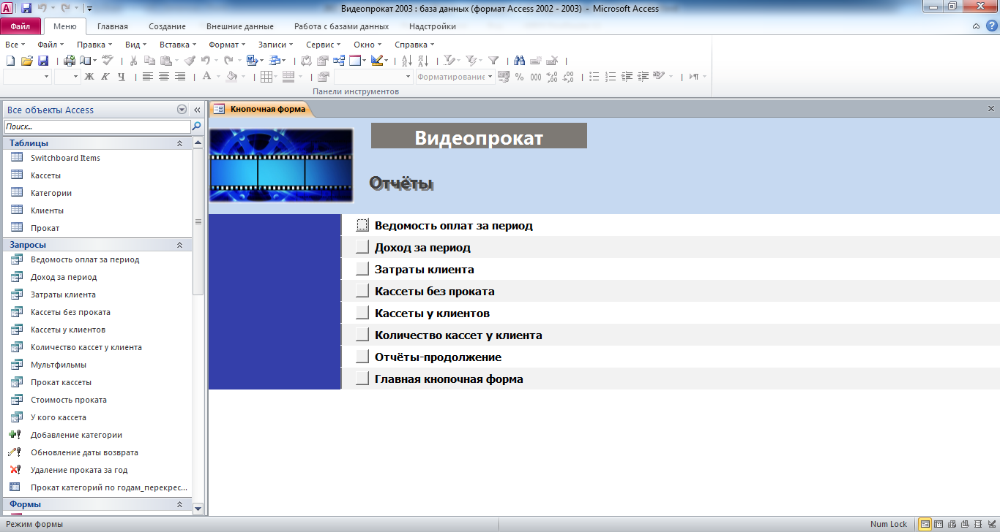 Видеопрокат 2003 : база данных (формат Access 2002 - 2003) - Microsoft Access
Файл Меню Главная Создание Внешние данные Работа с базами данных Надстройки
Все Файл Правка Вид Вставка Формат Записи Сервис Окно Справка
Ж К Ч Форматирование % 000
Панели инструментов
Все объекты Access
Поиск...
Таблицы
Switchboard Items
Кассеты
Категории
Клиенты
Прокат
Запросы
Ведомость оплат за период
Доход за период
Затраты клиента
Кассеты без проката
Кассеты у клиентов
Количество кассет у клиента
Мультфильмы
Прокат кассеты
Стоимость проката
У кого кассета
Добавление категории
Обновление даты возврата
Удаление проката за год
Прокат категорий по годам_перекрес...
Формы
Кнопочная форма
Видеопрокат
Отчёты
Ведомость оплат за период
Доход за период
Затраты клиента
Кассеты без проката
Кассеты у клиентов
Количество кассет у клиента
Отчёты-продолжение
Главная кнопочная форма
Режим формы
Num Lock